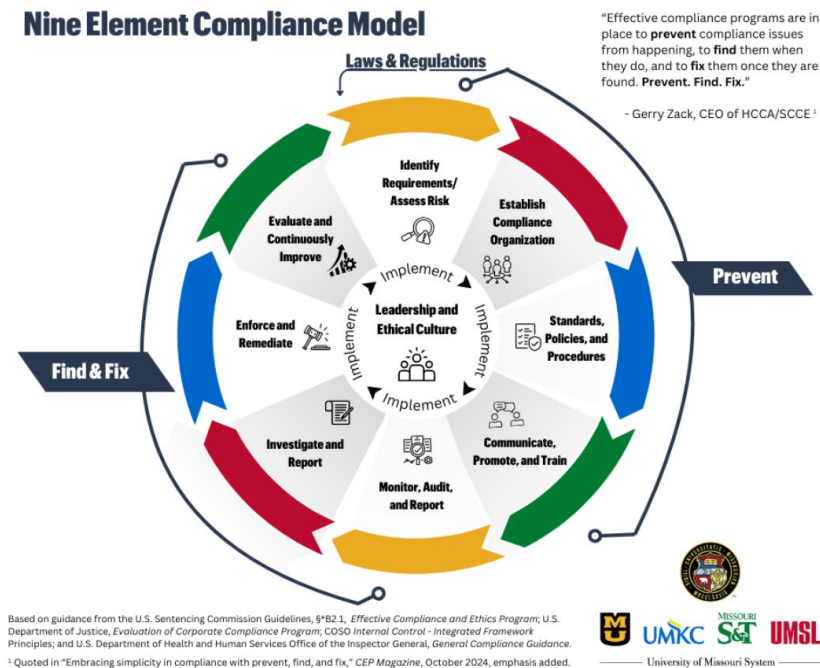 Nine Element Compliance Model
“Effective compliance programs are in
place to prevent compliance issues
from happening, to find them when
they do, and to fix them once they are
found. Prevent. Find. Fix.”
- Gerry Zack, CEO of HCCA/SCCE ¹
Laws & Regulations
Identify
Requirements/
Assess Risk
Establish
Compliance
Organization
Standards,
Policies, and
Procedures
Communicate,
Promote, and Train
Monitor, Audit,
and Report
Investigate and
Report
Enforce and
Remediate
Evaluate and
Continuously
Improve
Implement
Implement
Implement
Implement
Leadership and
Ethical Culture
Prevent
Find & Fix
MU
UMKC
MISSOURI
S&T
UMSL
University of Missouri System
Based on guidance from the U.S. Sentencing Commission Guidelines, §*B2.1, Effective Compliance and Ethics Program; U.S.
Department of Justice, Evaluation of Corporate Compliance Program; COSO Internal Control - Integrated Framework
Principles; and U.S. Department of Health and Human Services Office of the Inspector General, General Compliance Guidance.
¹ Quoted in “Embracing simplicity in compliance with prevent, find, and fix,” CEP Magazine, October 2024, emphasis added.